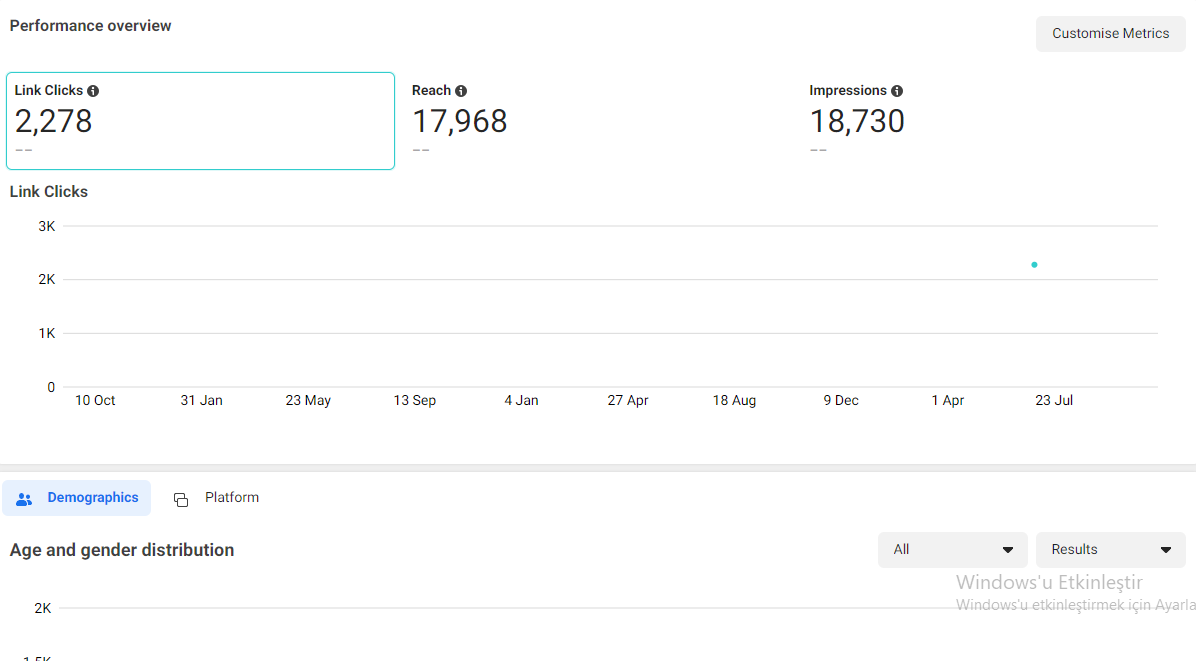 Performance overview
Customise Metrics
Link Clicks
2,278
--
Reach
17,968
--
Impressions
18,730
--
Link Clicks
3K
2K
1K
0
10 Oct 31 Jan 23 May 13 Sep 4 Jan 27 Apr 18 Aug 9 Dec 1 Apr 23 Jul
Demographics
Platform
Age and gender distribution
All
Results
Windows'u Etkinleştir
Windows'u etkinleştirmek için Ayarla
2K
1.5K